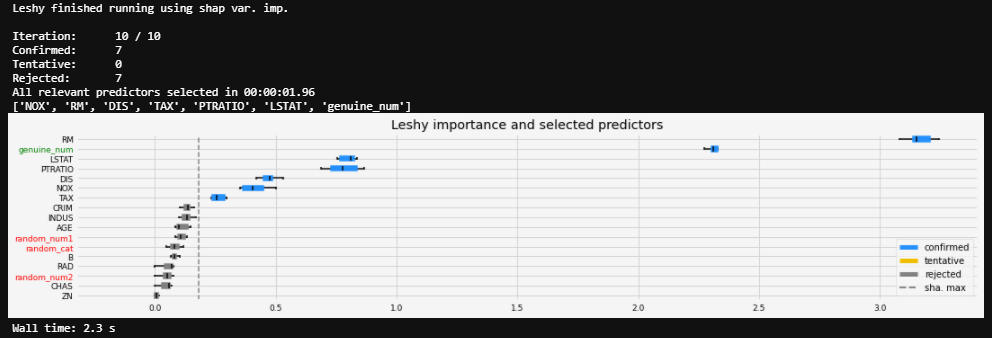 Leshy finished running using shap var. imp.
Iteration: 10 / 10
Confirmed: 7
Tentative: 0
Rejected: 7
All relevant predictors selected in 00:00:01.96
['NOX', 'RM', 'DIS', 'TAX', 'PTRATIO', 'LSTAT', 'genuine_num']
Leshy importance and selected predictors
RM
genuine_num
LSTAT
PTRATIO
DIS
NOX
TAX
CRIM
INDUS
AGE
random_num1
random_cat
B
RAD
random_num2
CHAS
ZN
confirmed
tentative
rejected
sha. max
0.0 0.5 1.0 1.5 2.0 2.5 3.0
Wall time: 2.3 s